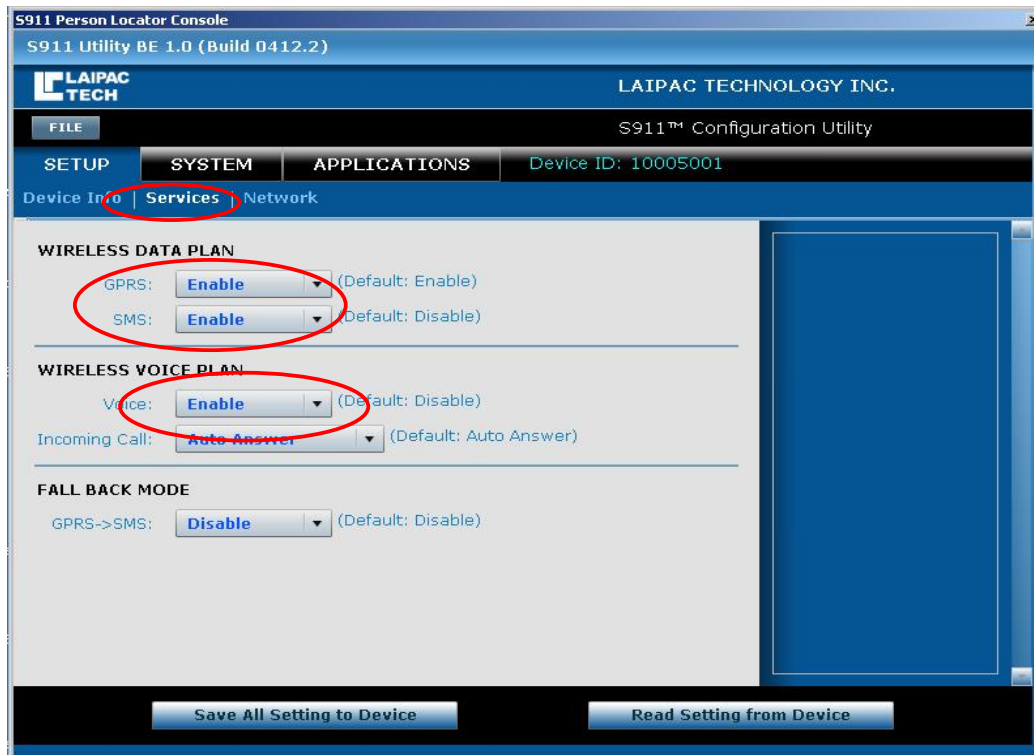 S911 Person Locator Console
S911 Utility BE 1.0 (Build 0412.2)
LAIPAC TECH
LAIPAC TECHNOLOGY INC.
FILE
S911™ Configuration Utility
SETUP SYSTEM APPLICATIONS Device ID: 10005001
Device Info | Services | Network
WIRELESS DATA PLAN
GPRS: Enable (Default: Enable)
SMS: Enable (Default: Disable)
WIRELESS VOICE PLAN
Voice: Enable (Default: Disable)
Incoming Call: Auto Answer (Default: Auto Answer)
FALL BACK MODE
GPRS->SMS: Disable (Default: Disable)
Save All Setting to Device Read Setting from Device